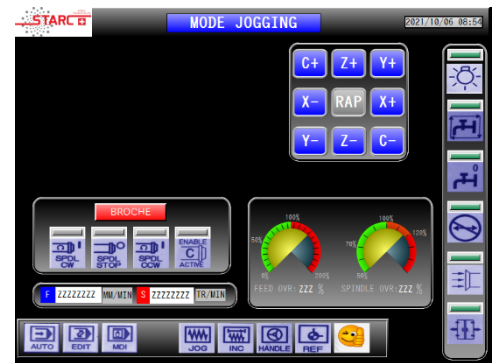 STARC
MODE JOGGING
2021/10/06 08:54
C+ Z+ Y+
X- RAP X+
Y- Z- C-
0
BROCHE
SPDL CW
SPDL STOP
SPDL CCW
ENABLE C ACTIVE
100%
50%
0% 200%
FEED OVR:ZZZ %
100%
70% 120%
50%
SPINDLE OVR:ZZZ %
F ZZZZZZZZ MM/MIN S ZZZZZZZZ TR/MIN
AUTO EDIT MDI JOG INC HANDLE REF